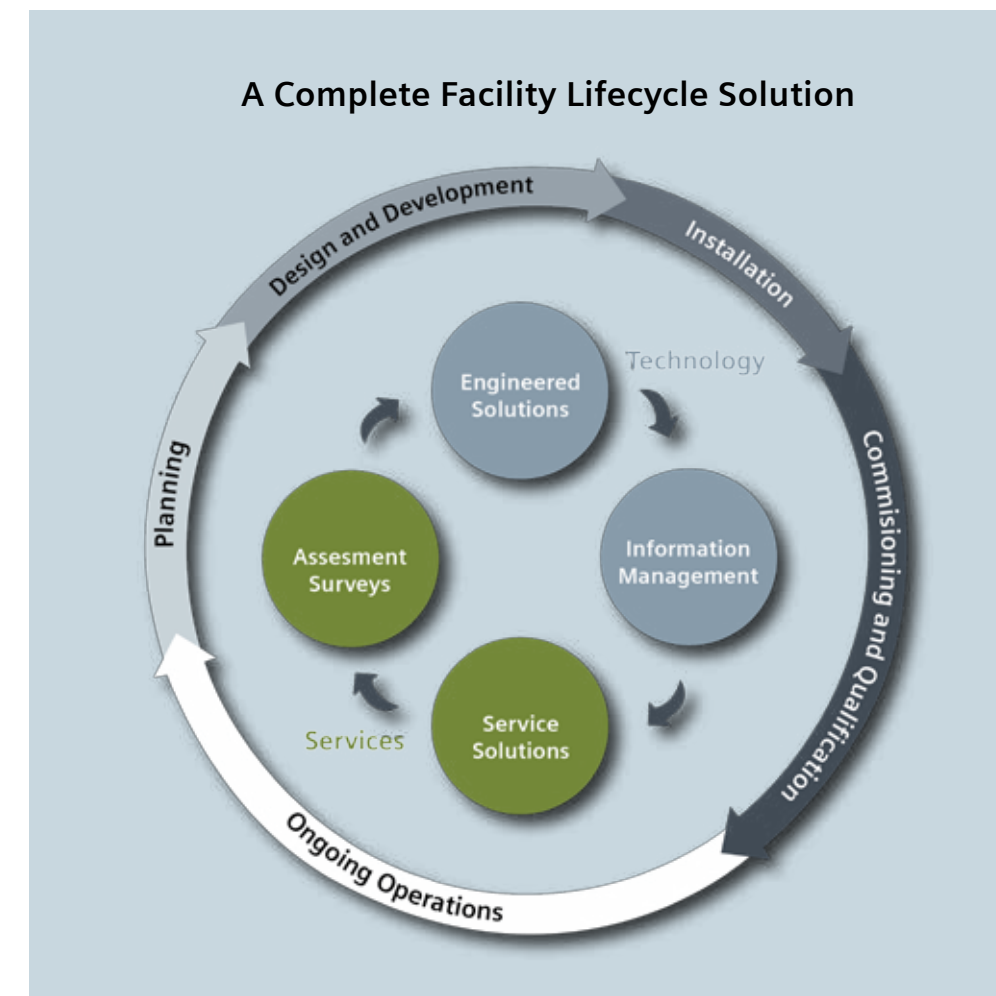 A Complete Facility Lifecycle Solution
Design and Development
Installation
Engineered
Solutions
Technology
Planning
Commisioning and Qualifification
Assesment
Surveys
Information
Management
Service
Solutions
Services
Ongoing Operations